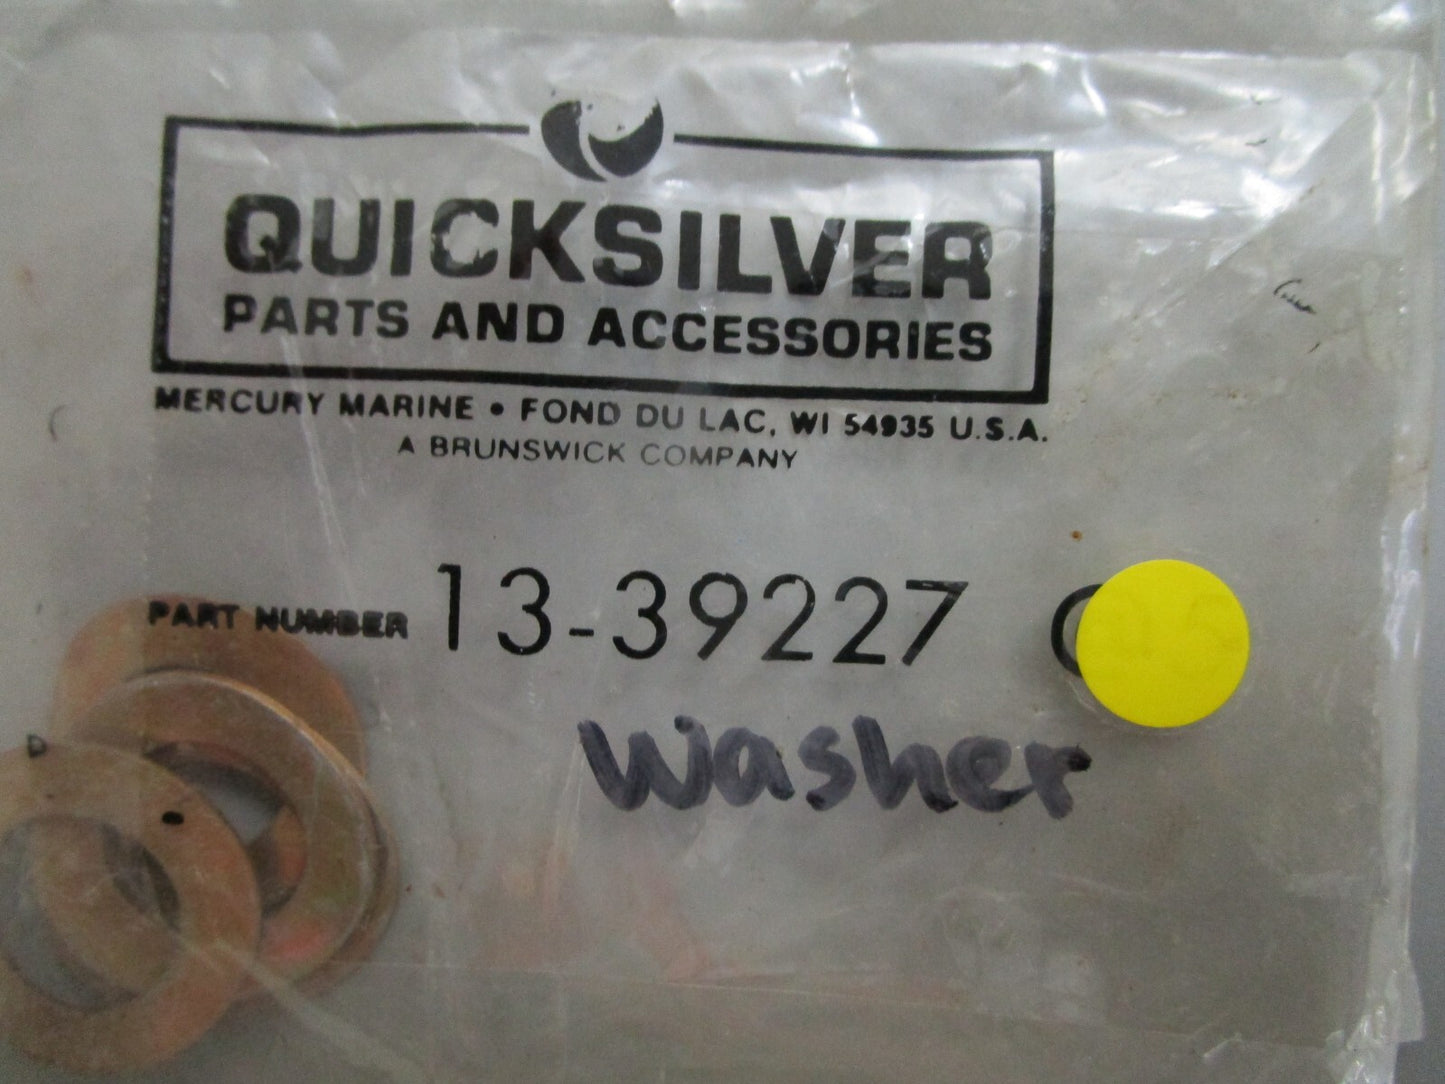 QUICKSILVER
PARTS AND ACCESSORIES
MERCURY MARINE • FOND DU LAC, WI 54935 U.S.A.
A BRUNSWICK COMPANY
PART NUMBER 13-39227
Washer